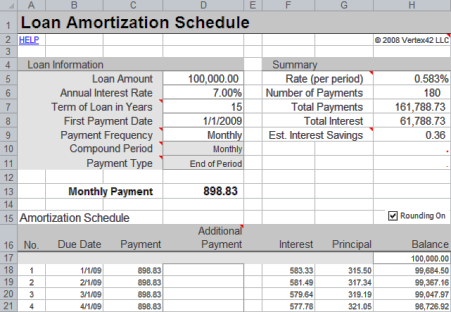 A B C D E F G H
1 Loan Amortization Schedule
2 HELP © 2008 Vertex42 LLC
3
4 Loan Information Summary
5 Loan Amount 100,000.00 Rate (per period) 0.583%
6 Annual Interest Rate 7.00% Number of Payments 180
7 Term of Loan in Years 15 Total Payments 161,788.73
8 First Payment Date 1/1/2009 Total Interest 61,788.73
9 Payment Frequency Monthly Est. Interest Savings 0.36
10 Compound Period Monthly .
11 Payment Type End of Period .
12
13 Monthly Payment 898.83
14
15 Amortization Schedule Rounding On
Additional
16 No. Due Date Payment Payment Interest Principal Balance
17 100,000.00
18 1 1/1/09 898.83 583.33 315.50 99,684.50
19 2 2/1/09 898.83 581.49 317.34 99,367.16
20 3 3/1/09 898.83 579.64 319.19 99,047.97
21 4 4/1/09 898.83 577.78 321.05 98,726.92